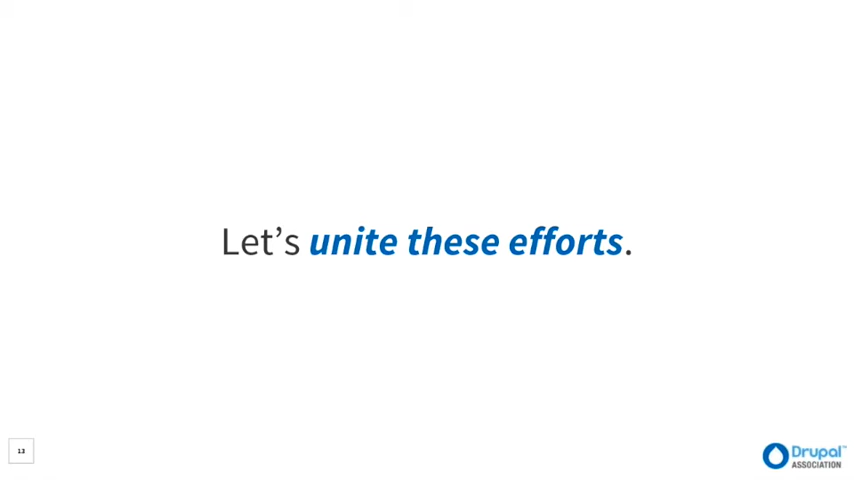 Let's unite these efforts.
13
Drupal™
ASSOCIATION